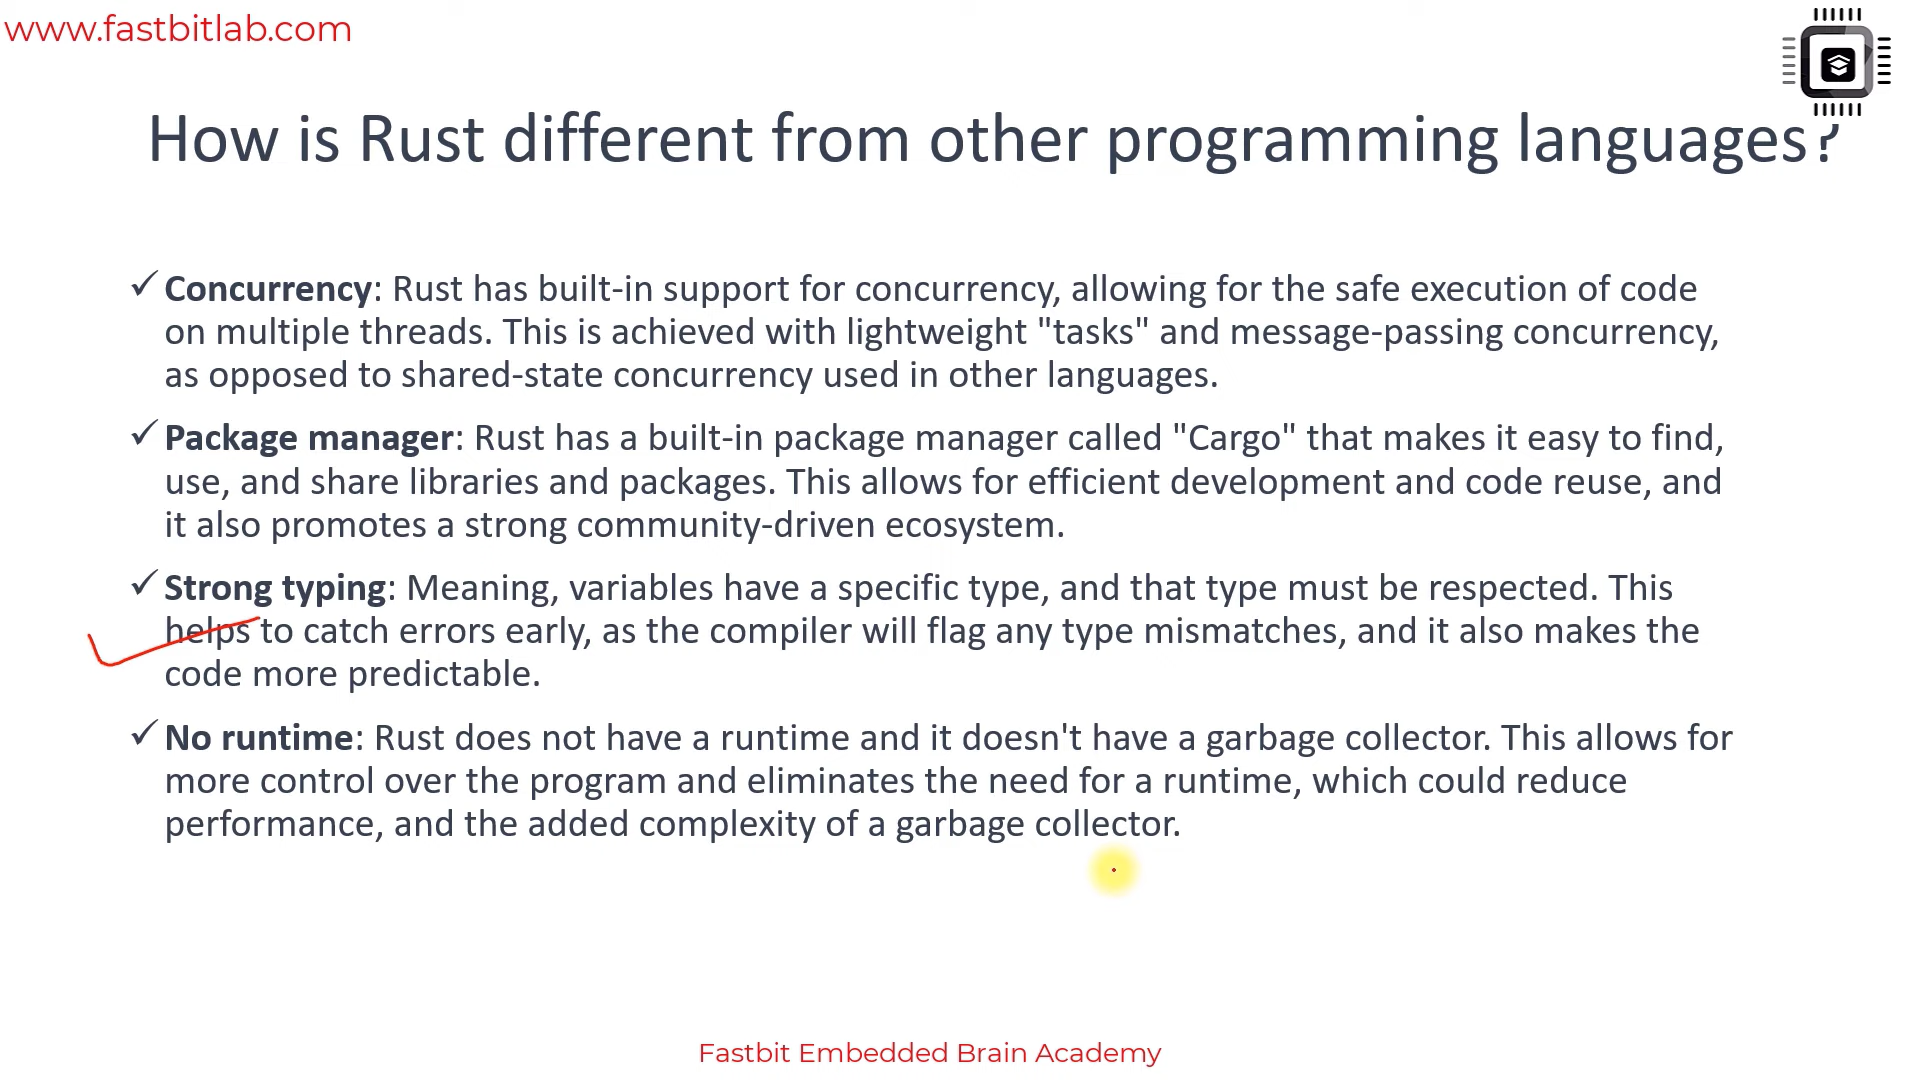 www.fastbitlab.com
How is Rust different from other programming languages?
✓ Concurrency: Rust has built-in support for concurrency, allowing for the safe execution of code
on multiple threads. This is achieved with lightweight "tasks" and message-passing concurrency,
as opposed to shared-state concurrency used in other languages.
✓ Package manager: Rust has a built-in package manager called "Cargo" that makes it easy to find,
use, and share libraries and packages. This allows for efficient development and code reuse, and
it also promotes a strong community-driven ecosystem.
✓ Strong typing: Meaning, variables have a specific type, and that type must be respected. This
helps to catch errors early, as the compiler will flag any type mismatches, and it also makes the
code more predictable.
✓ No runtime: Rust does not have a runtime and it doesn't have a garbage collector. This allows for
more control over the program and eliminates the need for a runtime, which could reduce
performance, and the added complexity of a garbage collector.
Fastbit Embedded Brain Academy